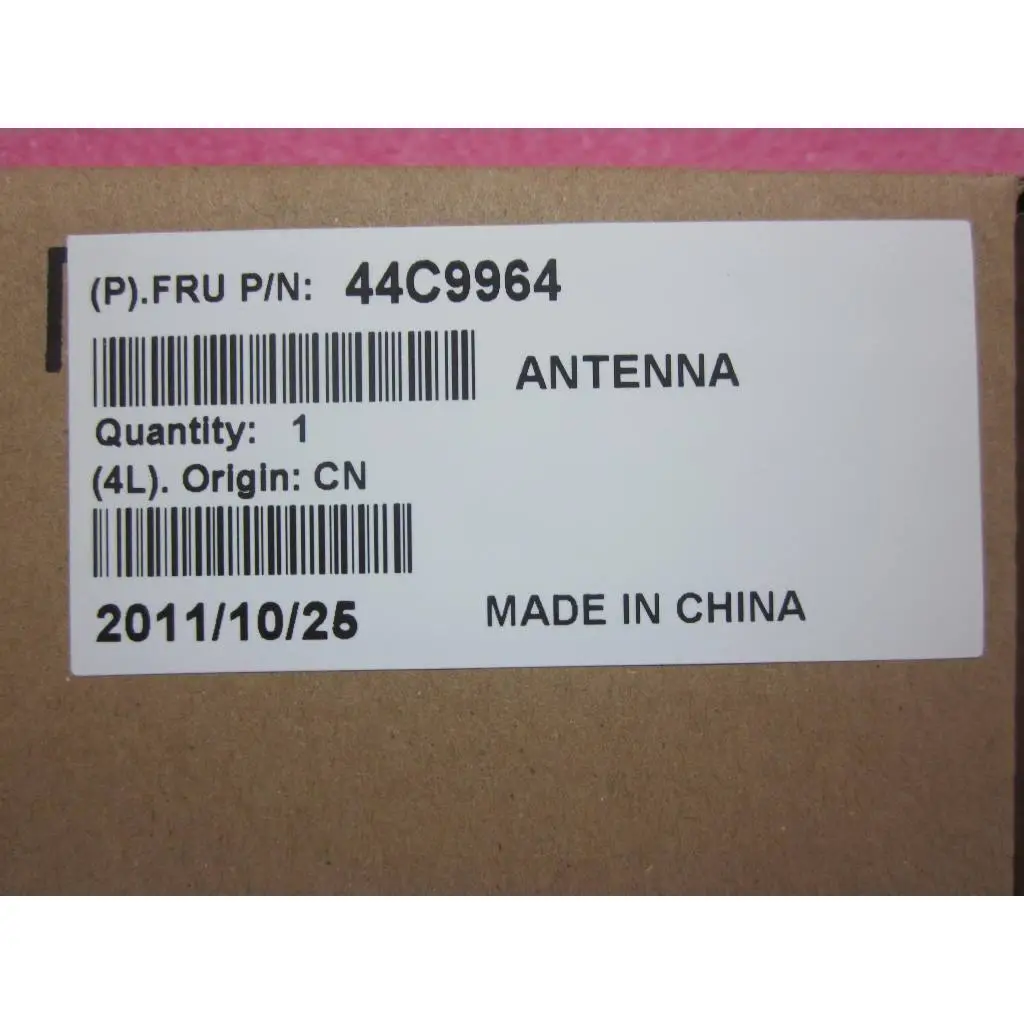 (P).FRU P/N: 44C9964
ANTENNA
Quantity: 1
(4L). Origin: CN
2011/10/25
MADE IN CHINA